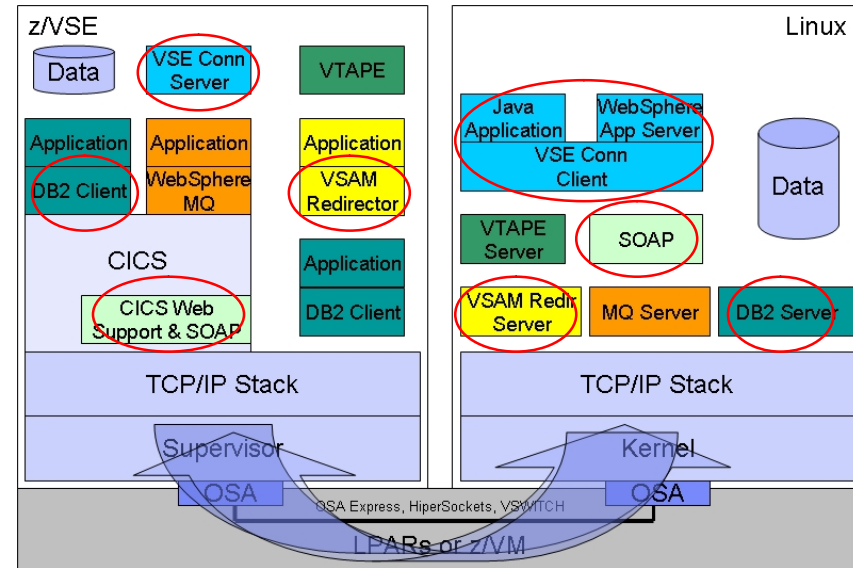 z/VSE
Data
VSE Conn
Server
VTAPE
Application
DB2 Client
Application
WebSphere
MQ
Application
VSAM
Redirector
CICS
Application
DB2 Client
CICS Web
Support & SOAP
TCP/IP Stack
Supervisor
OSA
Linux
Java
Application
WebSphere
App Server
VSE Conn
Client
Data
VTAPE
Server
SOAP
VSAM Redir
Server
MQ Server
DB2 Server
TCP/IP Stack
Kernel
OSA
OSA Express, HiperSockets, VSWITCH
LPARs or z/VM